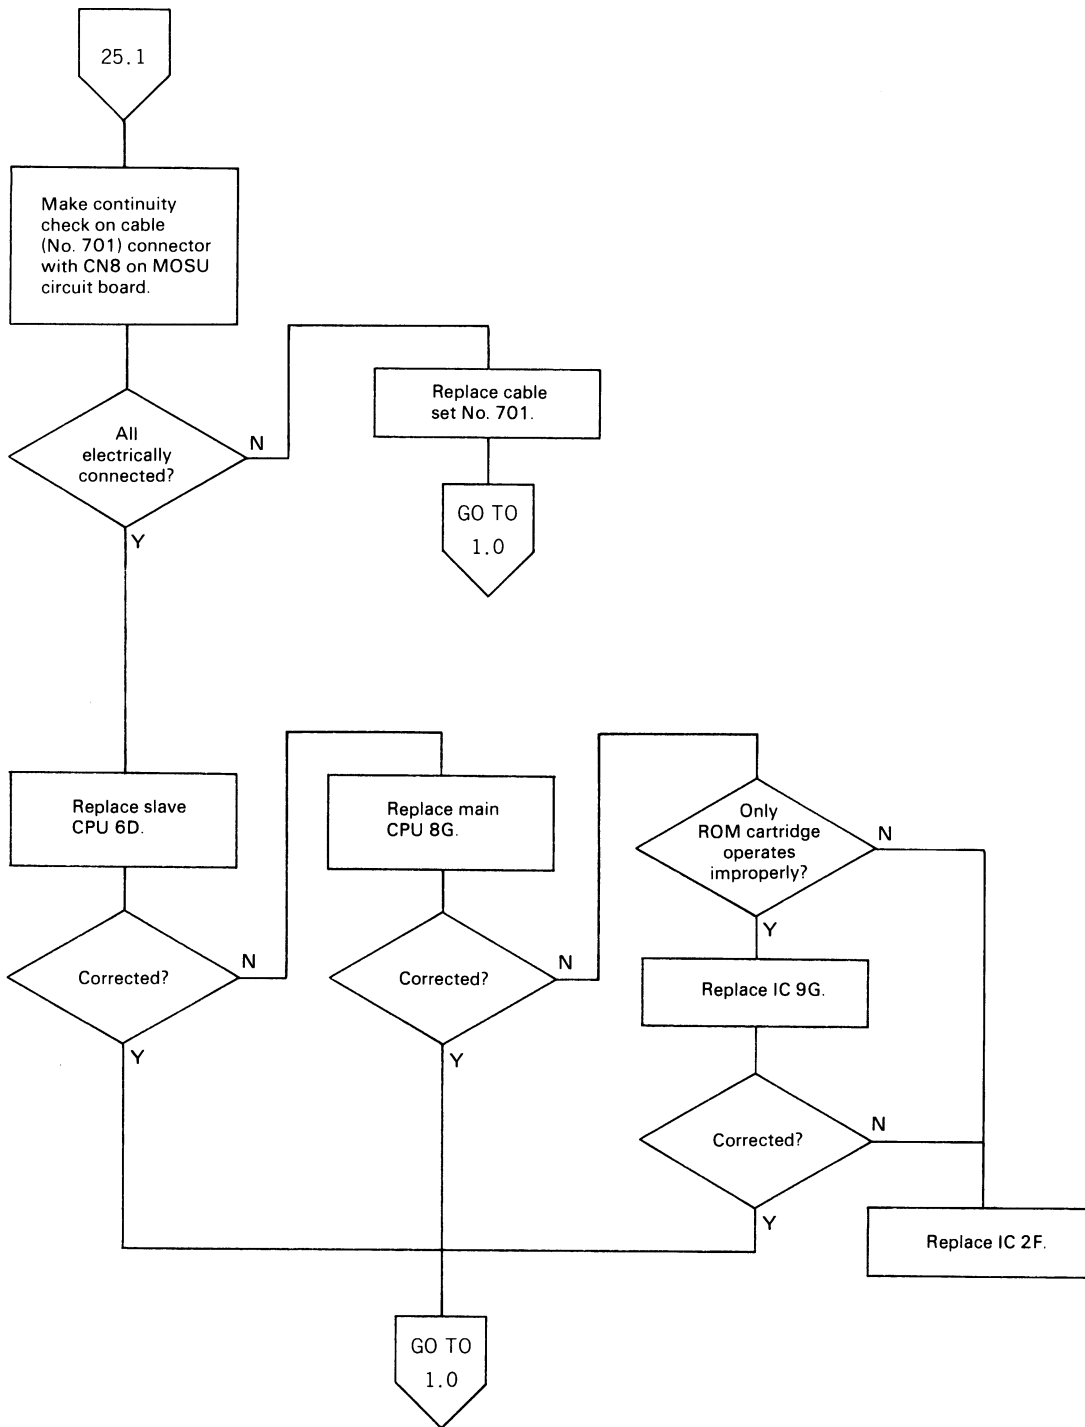 25.1
Make continuity
check on cable
(No. 701) connector
with CN8 on MOSU
circuit board.
All
electrically
connected?
N
Y
Replace cable
set No. 701.
GO TO
1.0
Replace slave
CPU 6D.
Corrected?
N
Y
Replace main
CPU 8G.
Corrected?
N
Y
Only
ROM cartridge
operates
improperly?
N
Y
Replace IC 9G.
Corrected?
N
Y
Replace IC 2F.
GO TO
1.0